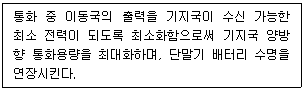 통화 중 이동국의 출력을 기지국이 수신 가능한
최소 전력이 되도록 최소화함으로써 기지국 양방
향 통화용량을 최대화하며, 단말기 배터리 수명을
연장시킨다.